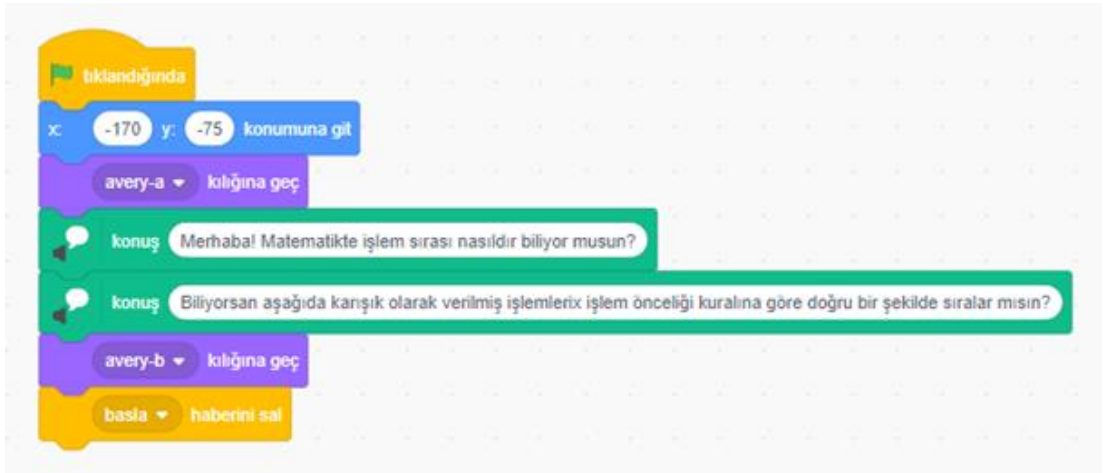 tıklandığında
x: -170 y: -75 konumuna git
avery-a kılığına geç
konuş Merhaba! Matematikte işlem sırası nasıldır biliyor musun?
konuş Biliyorsan aşağıda karışık olarak verilmiş işlemlerix işlem önceliği kuralına göre doğru bir şekilde sıralar mısın?
avery-b kılığına geç
basla haberini sal